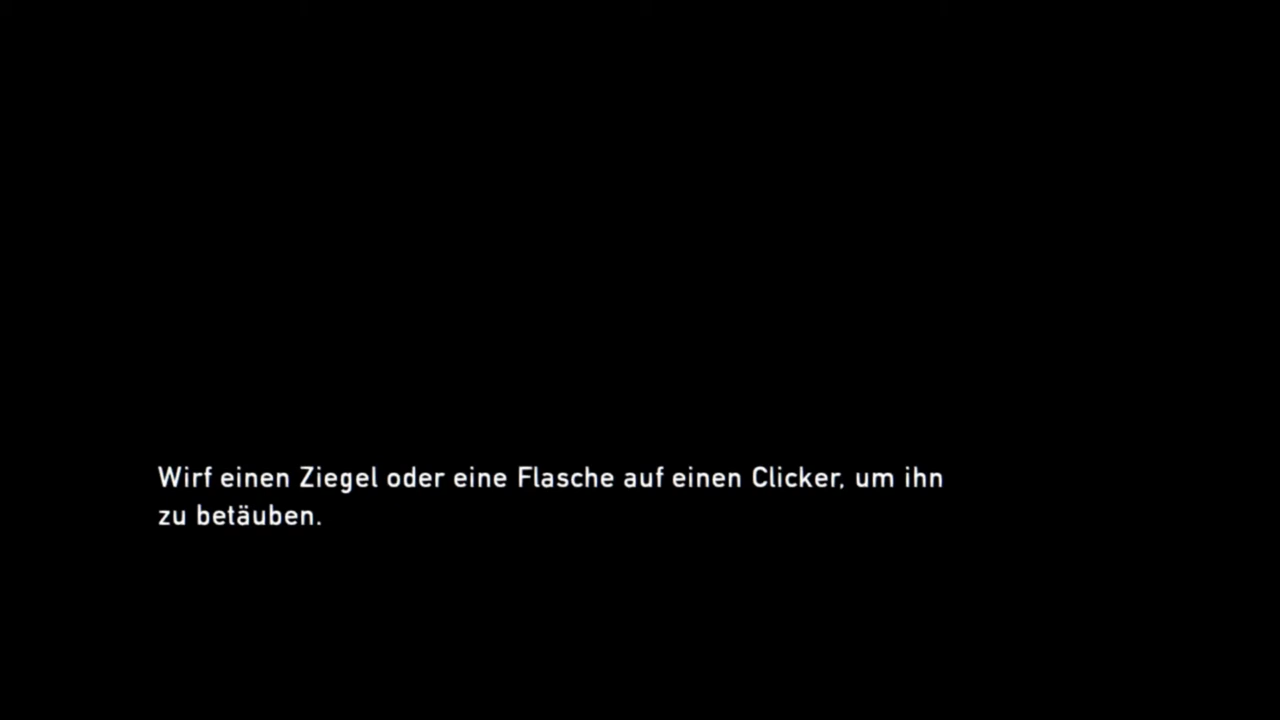 Wirf einen Ziegel oder eine Flasche auf einen Clicker, um ihn
zu betäuben.